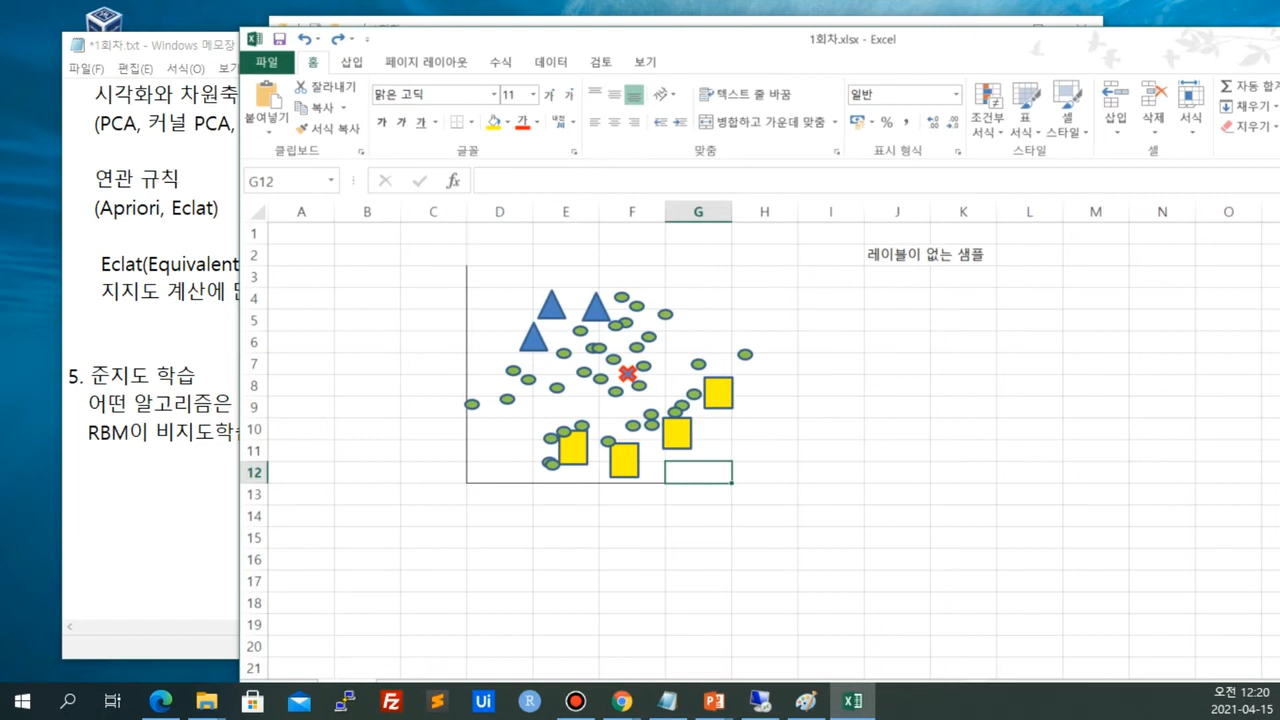 *1회차.txt - Windows 메모장
파일(F) 편집(E) 서식(O) 보기
시각화와 차원축
(PCA, 커널 PCA,
연관 규칙
(Apriori, Eclat)
Eclat(Equivalent
지지도 계산에
5. 준지도 학습
어떤 알고리즘은
RBM이 비지도학습
1회차.xlsx - Excel
파일 홈 삽입 페이지 레이아웃 수식 데이터 검토 보기
붙여넣기
잘라내기
복사
서식 복사
클립보드
맑은 고딕 11
가 가
가 가 가
글꼴
텍스트 줄 바꿈
병합하고 가운데 맞춤
맞춤
일반
%
표시 형식
조건부 서식
표 서식
셀 스타일
스타일
삽입 삭제 서식
셀
자동 합계
채우기
지우기
G12
fx
A B C D E F G H I J K L M N O
1
2
레이블이 없는 샘플
3
4
5
6
7
8
9
10
11
12
13
14
15
16
17
18
19
20
21
Ui R
오전 12:20
2021-04-15